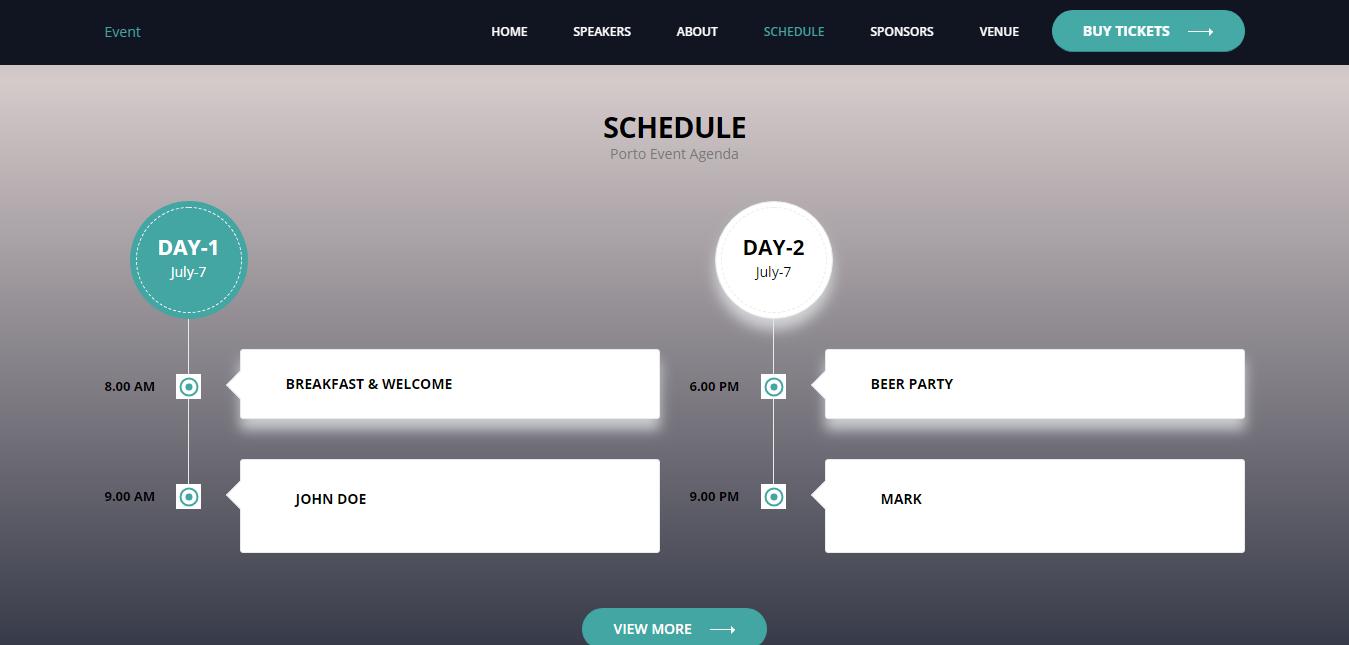 Event
HOME
SPEAKERS
ABOUT
SCHEDULE
SPONSORS
VENUE
BUY TICKETS
SCHEDULE
Porto Event Agenda
DAY-1
July-7
8.00 AM
BREAKFAST & WELCOME
9.00 AM
JOHN DOE
DAY-2
July-7
6.00 PM
BEER PARTY
9.00 PM
MARK
VIEW MORE